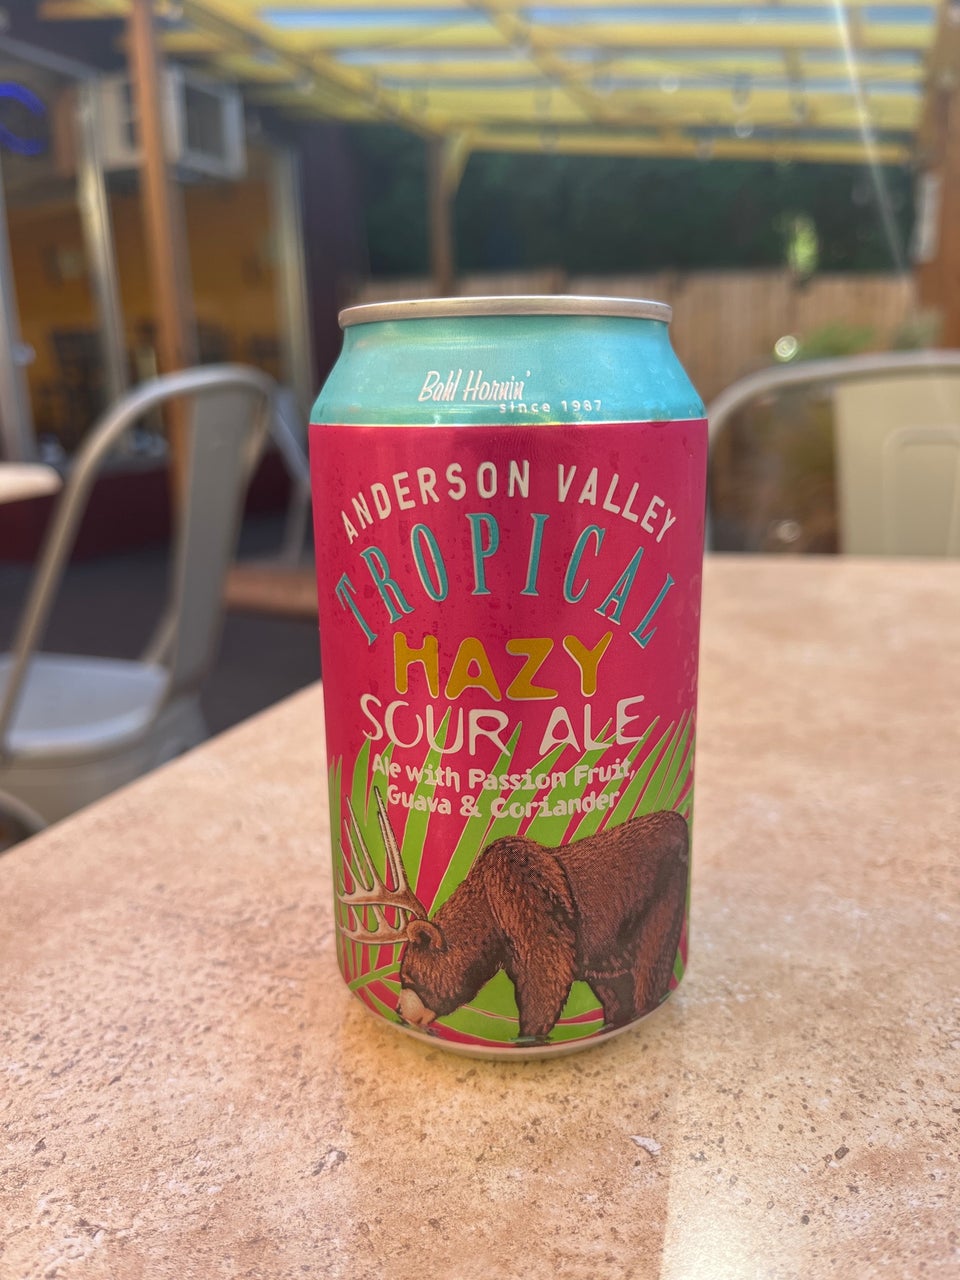 Bahl Hornin'
since 1987
ANDERSON VALLEY
TROPICAL
HAZY
SOUR ALE
Ale with Passion Fruit,
Guava & Coriander